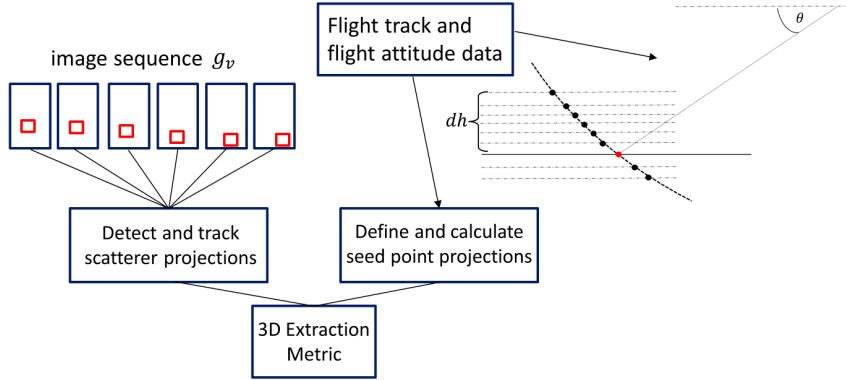 image sequence g_v
Flight track and
flight attitude data
θ
dh
Detect and track
scatterer projections
Define and calculate
seed point projections
3D Extraction
Metric